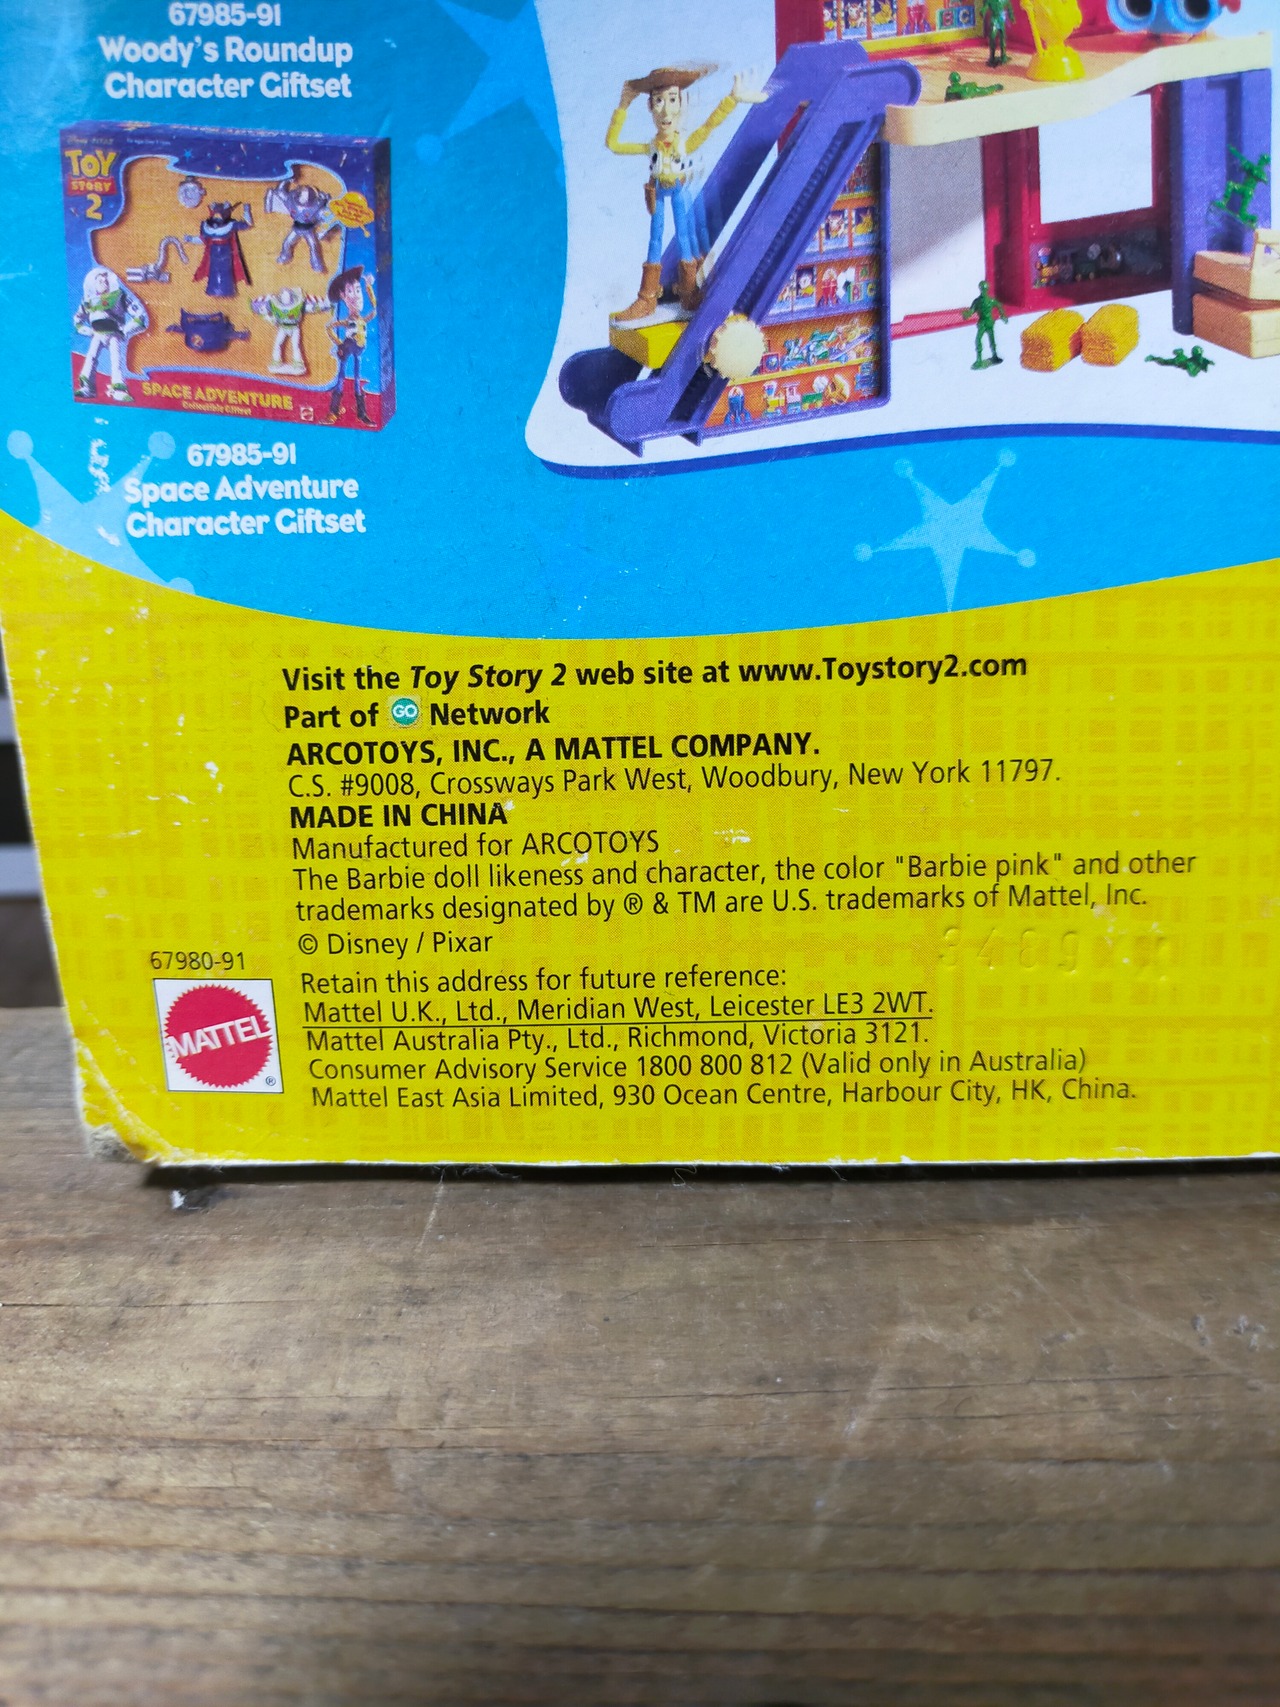 67985-91
Woody's Roundup
Character Giftset
TOY
STORY
2
SPACE ADVENTURE
Collectible Giftset
67985-91
Space Adventure
Character Giftset
Visit the Toy Story 2 web site at www.Toystory2.com
Part of GO Network
ARCOTOYS, INC., A MATTEL COMPANY.
C.S. #9008, Crossways Park West, Woodbury, New York 11797.
MADE IN CHINA
Manufactured for ARCOTOYS
The Barbie doll likeness and character, the color "Barbie pink" and other
trademarks designated by ® & TM are U.S. trademarks of Mattel, Inc.
© Disney / Pixar
67980-91
MATTEL
®
Retain this address for future reference:
Mattel U.K., Ltd., Meridian West, Leicester LE3 2WT.
Mattel Australia Pty., Ltd., Richmond, Victoria 3121.
Consumer Advisory Service 1800 800 812 (Valid only in Australia)
Mattel East Asia Limited, 930 Ocean Centre, Harbour City, HK, China.